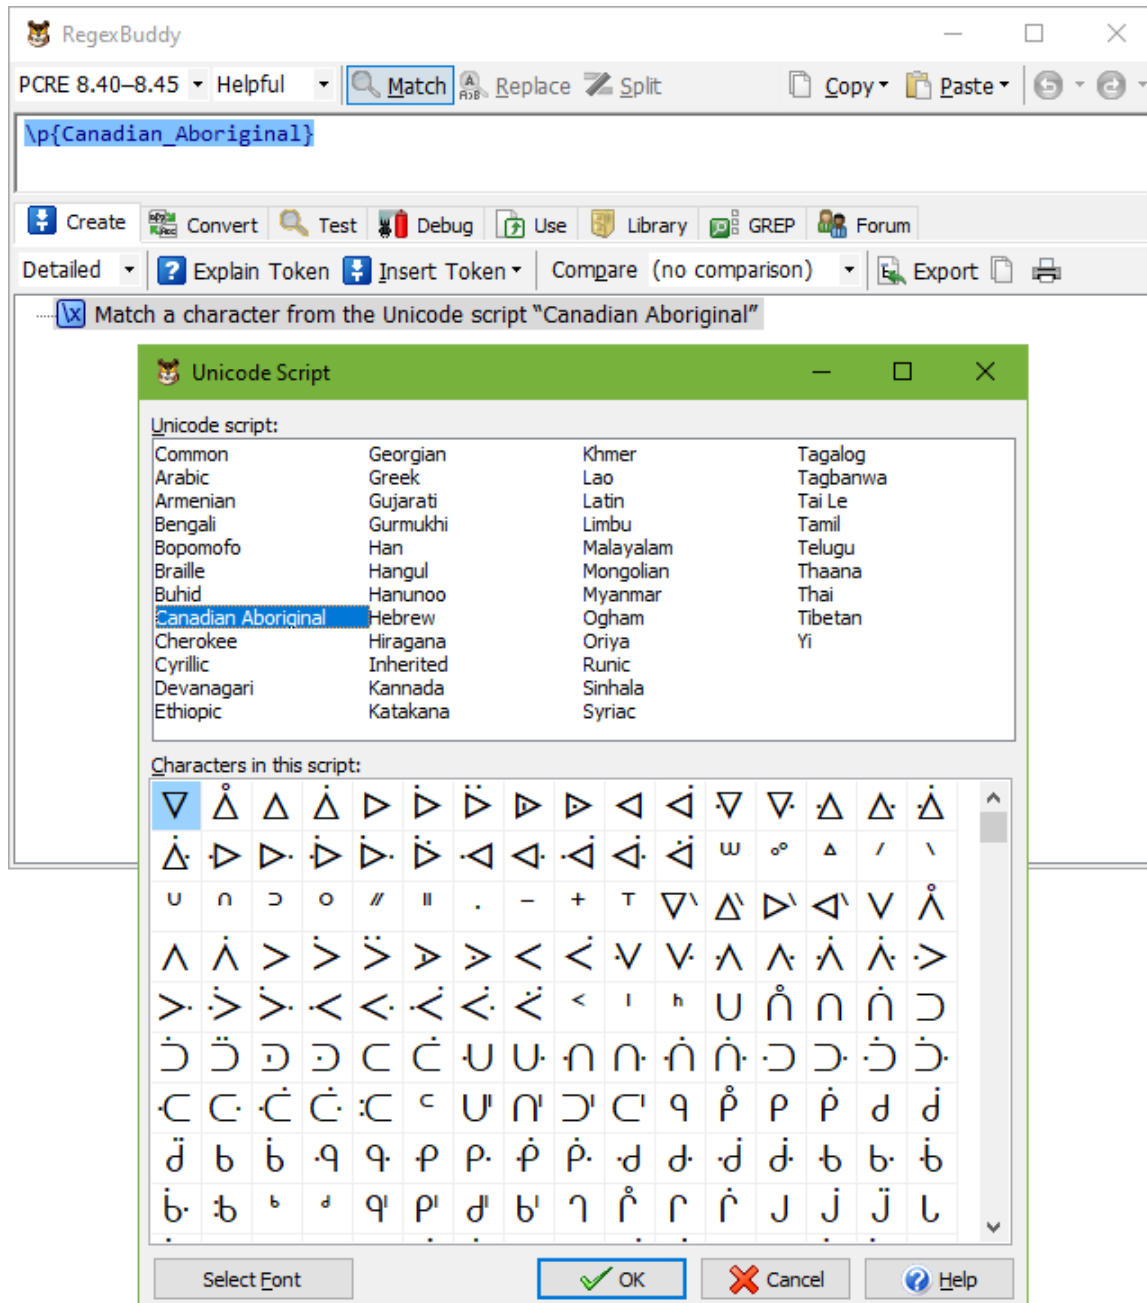 RegexBuddy
PCRE 8.40–8.45 Helpful Match Replace Split Copy Paste
\p{Canadian_Aboriginal}
Create Convert Test Debug Use Library GREP Forum
Detailed Explain Token Insert Token Compare (no comparison) Export
Match a character from the Unicode script “Canadian Aboriginal”
Unicode Script
Unicode script:
Common Georgian Khmer Tagalog
Arabic Greek Lao Tagbanwa
Armenian Gujarati Latin Tai Le
Bengali Gurmukhi Limbu Tamil
Bopomofo Han Malayalam Telugu
Braille Hangul Mongolian Thaana
Buhid Hanunoo Myanmar Thai
Canadian Aboriginal Hebrew Ogham Tibetan
Cherokee Hiragana Oriya Yi
Cyrillic Inherited Runic
Devanagari Kannada Sinhala
Ethiopic Katakana Syriac
Characters in this script:
ᐁ ᐂ ᐃ ᐄ ᐅ ᐆ ᐇ ᐈ ᐉ ᐊ ᐋ ᐌ ᐍ ᐎ ᐏ ᐐ
ᐑ ᐒ ᐓ ᐔ ᐕ ᐖ ᐗ ᐘ ᐙ ᐚ ᐛ ᐜ ᐝ ᐞ ᐟ ᐠ
ᐡ ᐢ ᐣ ᐤ ᐥ ᐦ ᐧ ᐨ ᐩ ᐪ ᐫ ᐬ ᐭ ᐮ ᐯ ᐰ
ᐱ ᐲ ᐳ ᐴ ᐵ ᐶ ᐷ ᐸ ᐹ ᐺ ᐻ ᐼ ᐽ ᐾ ᐿ ᑀ
ᑁ ᑂ ᑃ ᑄ ᑅ ᑆ ᑇ ᑈ ᑉ ᑊ ᑋ ᑌ ᑍ ᑎ ᑏ ᑐ
ᑑ ᑒ ᑓ ᑔ ᑕ ᑖ ᑗ ᑘ ᑙ ᑚ ᑛ ᑜ ᑝ ᑞ ᑟ ᑠ
ᑡ ᑢ ᑣ ᑤ ᑥ ᑦ ᑧ ᑨ ᑩ ᑪ ᑫ ᑬ ᑭ ᑮ ᑯ ᑰ
ᑱ ᑲ ᑳ ᑴ ᑵ ᑶ ᑷ ᑸ ᑹ ᑺ ᑻ ᑼ ᑽ ᑾ ᑿ ᒀ
ᒁ ᒂ ᒃ ᒄ ᒅ ᒆ ᒇ ᒈ ᒉ ᒊ ᒋ ᒌ ᒍ ᒎ ᒏ ᒐ
Select Font OK Cancel Help